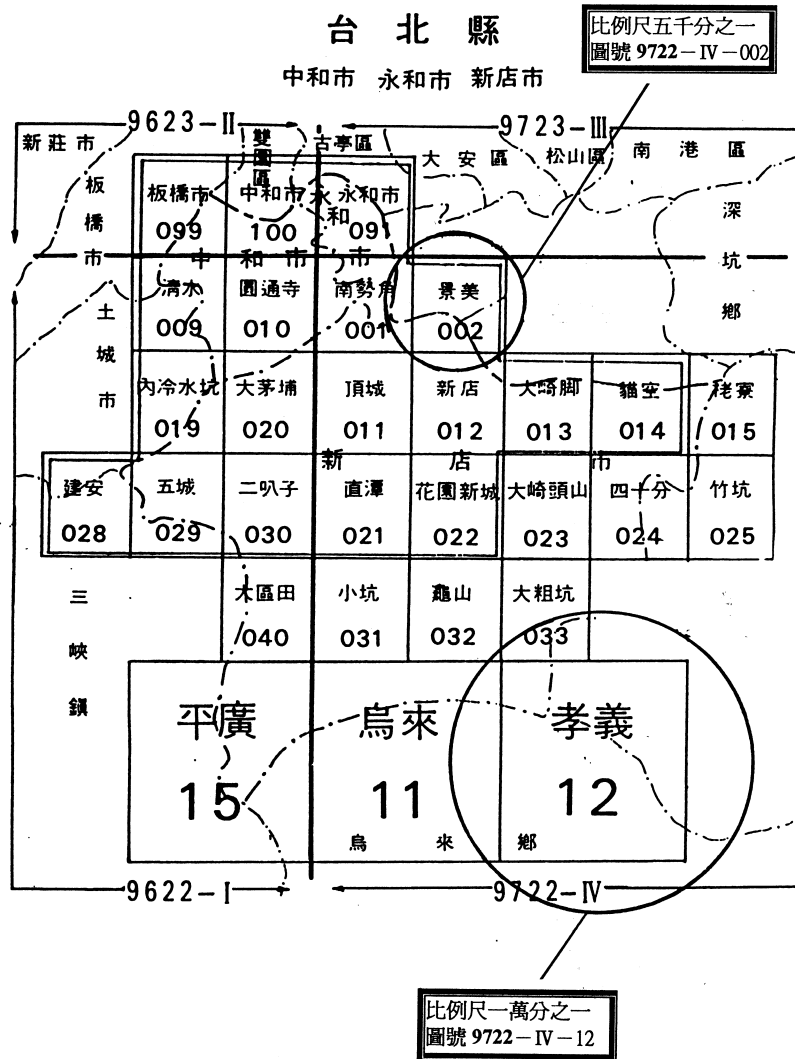 台北縣
中和市 永和市 新店市
比例尺五千分之一
圖號 9722－IV－002
9623-II
9723-III
新莊市
雙園區
古亭區
大安區
松山區
南港區
板橋市
深坑鄉
板橋市
099
中和市
100
永和市
永和市
091
中和市
清水
009
圓通寺
010
南勢角
001
景美
002
土城市
內冷水坑
019
大茅埔
020
頂城
011
新店
012
大崎脚
013
貓空
014
姥寮
015
新店市
建安
028
五城
029
二叭子
030
直潭
021
花園新城
022
大崎頭山
023
四十分
024
竹坑
025
三峽鎮
大區田
040
小坑
031
龜山
032
大粗坑
033
平廣
15
烏來
11
孝義
12
烏來鄉
9622-I
9722-IV
比例尺一萬分之一
圖號 9722－IV－12